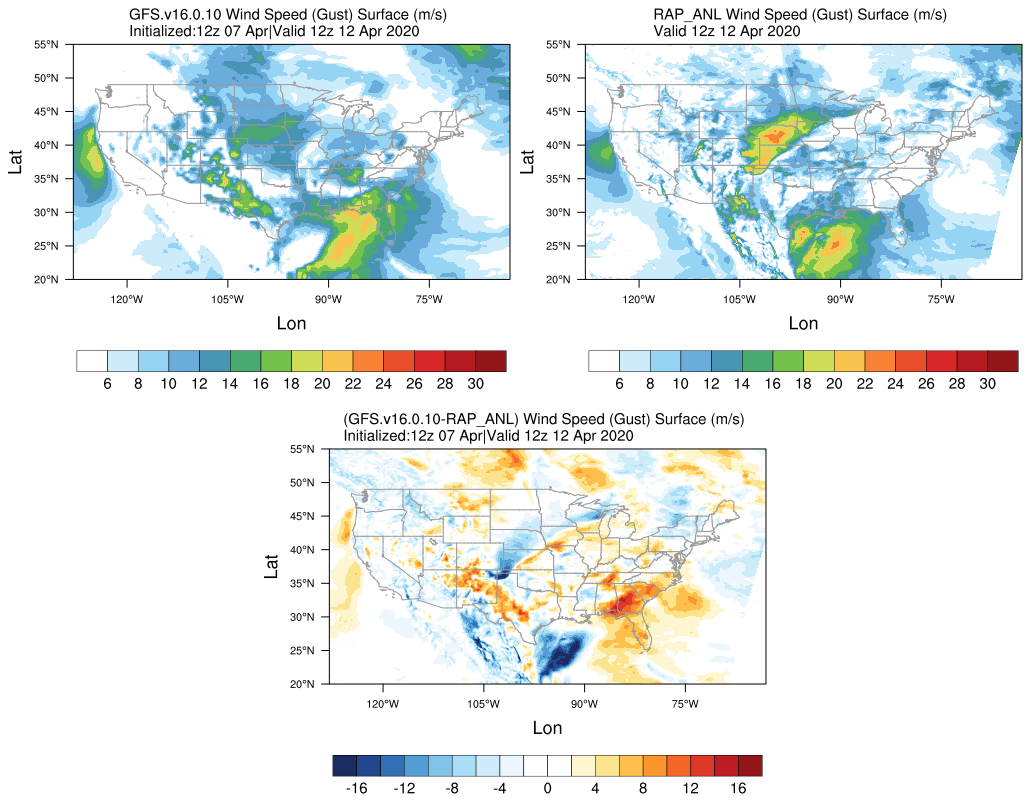 GFS.v16.0.10 Wind Speed (Gust) Surface (m/s)
Initialized:12z 07 Apr|Valid 12z 12 Apr 2020
55°N
50°N
45°N
40°N
35°N
30°N
25°N
20°N
Lat
120°W 105°W 90°W 75°W
Lon
6 8 10 12 14 16 18 20 22 24 26 28 30
RAP_ANL Wind Speed (Gust) Surface (m/s)
Valid 12z 12 Apr 2020
55°N
50°N
45°N
40°N
35°N
30°N
25°N
20°N
Lat
120°W 105°W 90°W 75°W
Lon
6 8 10 12 14 16 18 20 22 24 26 28 30
(GFS.v16.0.10-RAP_ANL) Wind Speed (Gust) Surface (m/s)
Initialized:12z 07 Apr|Valid 12z 12 Apr 2020
55°N
50°N
45°N
40°N
35°N
30°N
25°N
20°N
Lat
120°W 105°W 90°W 75°W
Lon
-16 -12 -8 -4 0 4 8 12 16